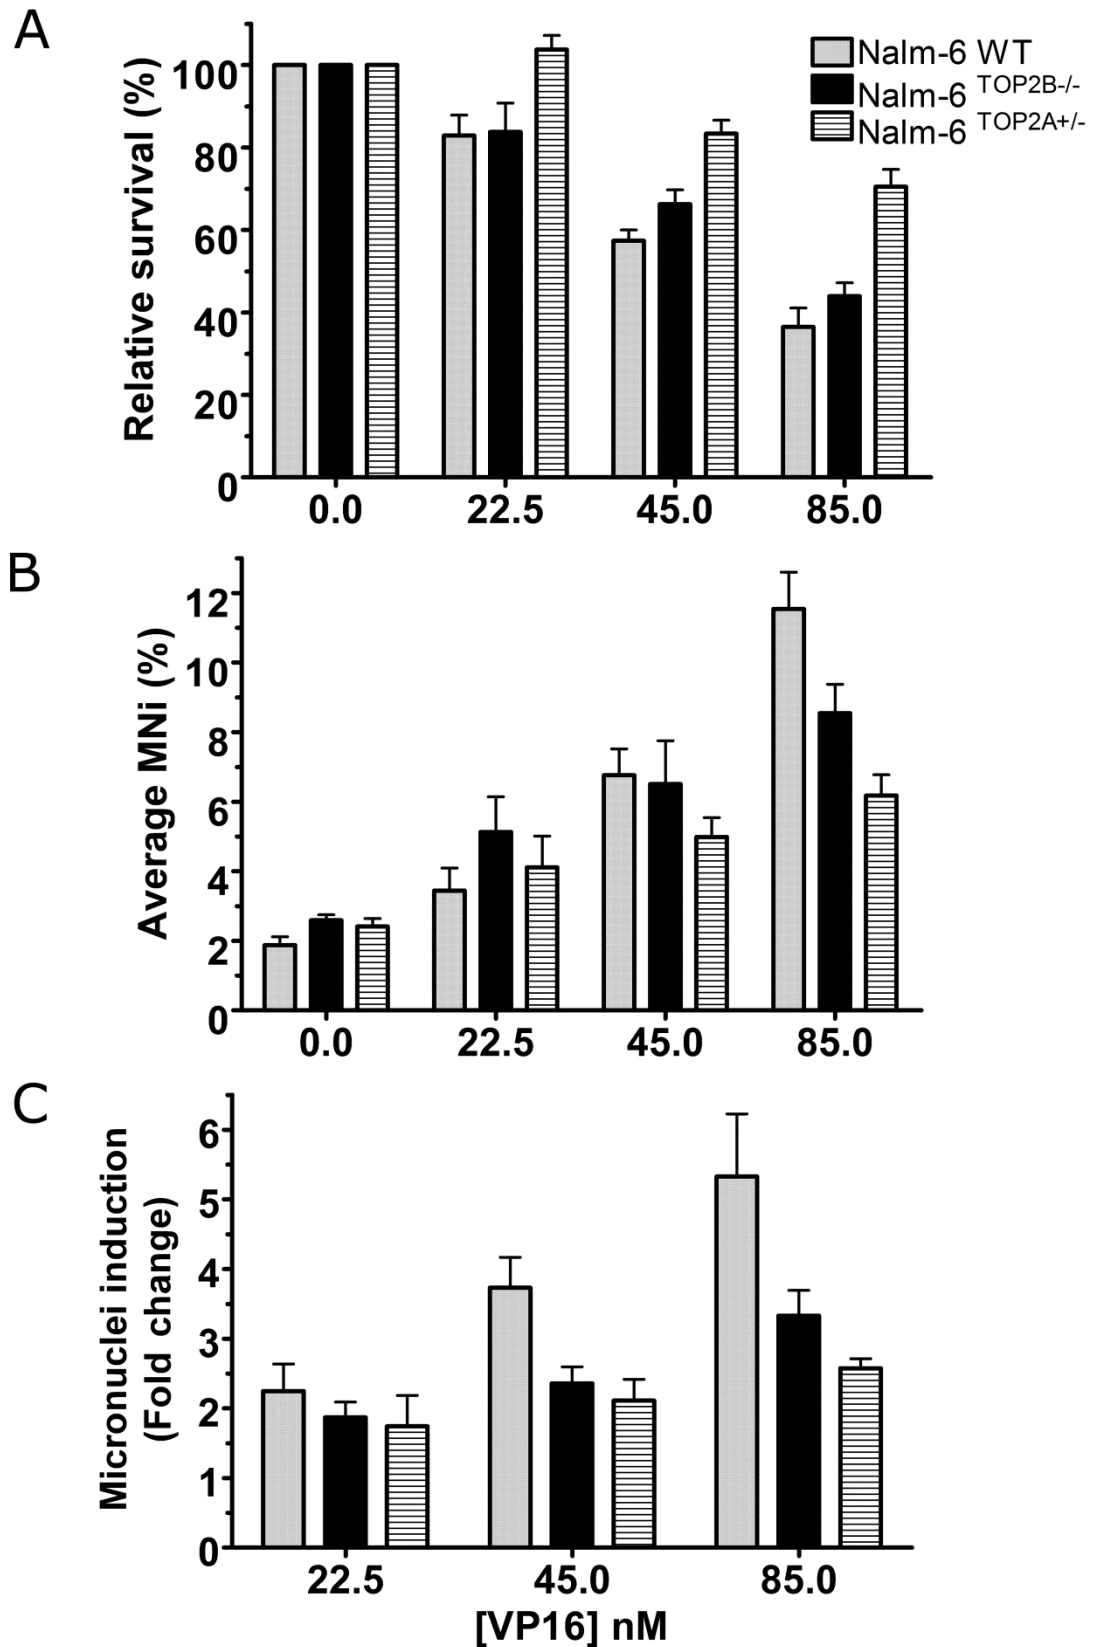 A
Relative survival (%)
100
80
60
40
20
0
0.0 22.5 45.0 85.0
Nalm-6 WT
Nalm-6 TOP2B-/-
Nalm-6 TOP2A+/-
B
Average MNi (%)
12
10
8
6
4
2
0
0.0 22.5 45.0 85.0
C
Micronuclei induction
(Fold change)
6
5
4
3
2
1
0
22.5 45.0 85.0
[VP16] nM